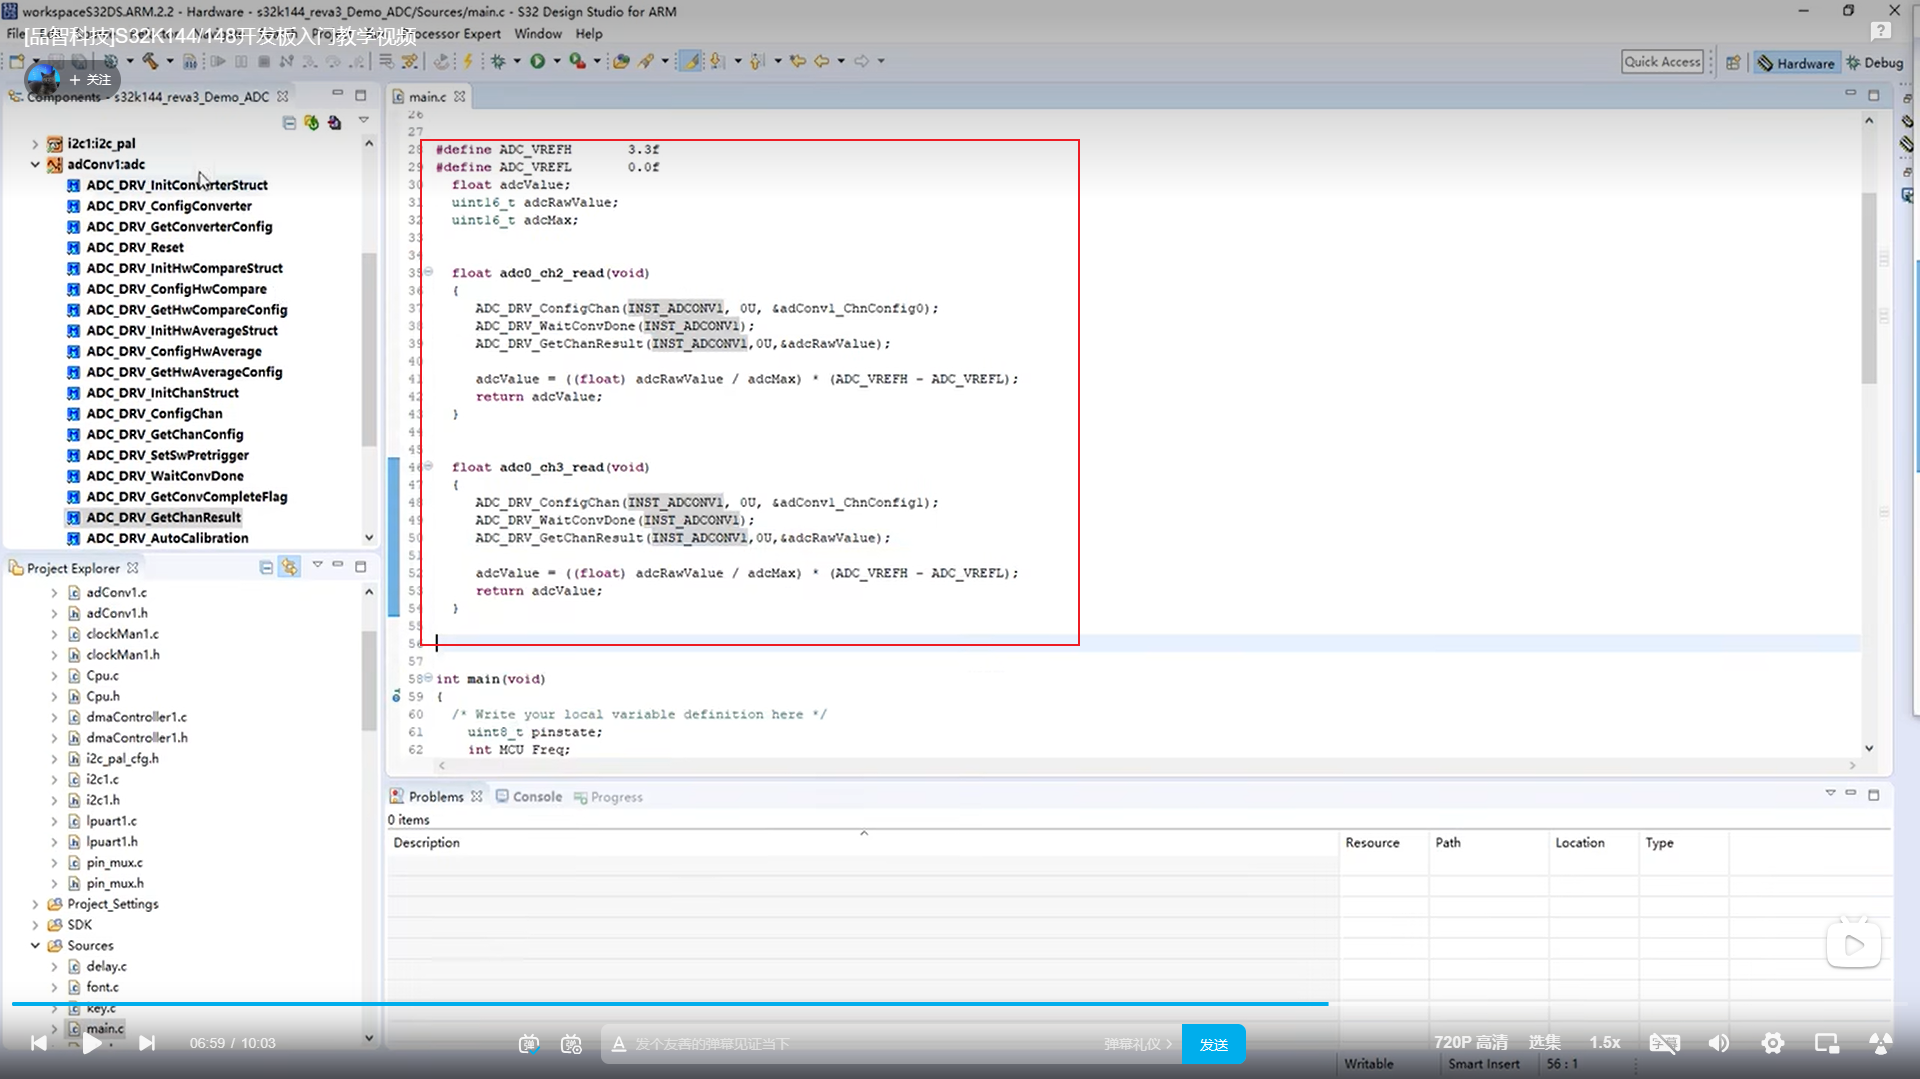 workspaceS32DS.ARM.2.2 - Hardware - s32k144_reva3_Demo_ADC/Sources/main.c - S32 Design Studio for ARM
[品智科技]S32K144/148开发板入门教学视频
ocessor Expert Window Help
+ 关注
Quick Access
Hardware
Debug
Components - s32k144_reva3_Demo_ADC
i2c1:i2c_pal
adConv1:adc
ADC_DRV_InitConverterStruct
ADC_DRV_ConfigConverter
ADC_DRV_GetConverterConfig
ADC_DRV_Reset
ADC_DRV_InitHwCompareStruct
ADC_DRV_ConfigHwCompare
ADC_DRV_GetHwCompareConfig
ADC_DRV_InitHwAverageStruct
ADC_DRV_ConfigHwAverage
ADC_DRV_GetHwAverageConfig
ADC_DRV_InitChanStruct
ADC_DRV_ConfigChan
ADC_DRV_GetChanConfig
ADC_DRV_SetSwPretrigger
ADC_DRV_WaitConvDone
ADC_DRV_GetConvCompleteFlag
ADC_DRV_GetChanResult
ADC_DRV_AutoCalibration
Project Explorer
adConv1.c
adConv1.h
clockMan1.c
clockMan1.h
Cpu.c
Cpu.h
dmaController1.c
dmaController1.h
i2c_pal_cfg.h
i2c1.c
i2c1.h
lpuart1.c
lpuart1.h
pin_mux.c
pin_mux.h
Project_Settings
SDK
Sources
delay.c
font.c
key.c
main.c
main.c
26
27
28 #define ADC_VREFH 3.3f
29 #define ADC_VREFL 0.0f
30 float adcValue;
31 uint16_t adcRawValue;
32 uint16_t adcMax;
33
34
35 float adc0_ch2_read(void)
36 {
37 ADC_DRV_ConfigChan(INST_ADCONV1, 0U, &adConv1_ChnConfig0);
38 ADC_DRV_WaitConvDone(INST_ADCONV1);
39 ADC_DRV_GetChanResult(INST_ADCONV1,0U,&adcRawValue);
40
41 adcValue = ((float) adcRawValue / adcMax) * (ADC_VREFH - ADC_VREFL);
42 return adcValue;
43 }
44
45
46 float adc0_ch3_read(void)
47 {
48 ADC_DRV_ConfigChan(INST_ADCONV1, 0U, &adConv1_ChnConfig1);
49 ADC_DRV_WaitConvDone(INST_ADCONV1);
50 ADC_DRV_GetChanResult(INST_ADCONV1,0U,&adcRawValue);
51
52 adcValue = ((float) adcRawValue / adcMax) * (ADC_VREFH - ADC_VREFL);
53 return adcValue;
54 }
55
56
57
58 int main(void)
59 {
60 /* Write your local variable definition here */
61 uint8_t pinstate;
62 int MCU_Freq;
Problems Console Progress
0 items
Description Resource Path Location Type
06:59 / 10:03
发个友善的弹幕见证当下
弹幕礼仪 >
发送
720P 高清 选集 1.5x
Writable Smart Insert 56 : 1